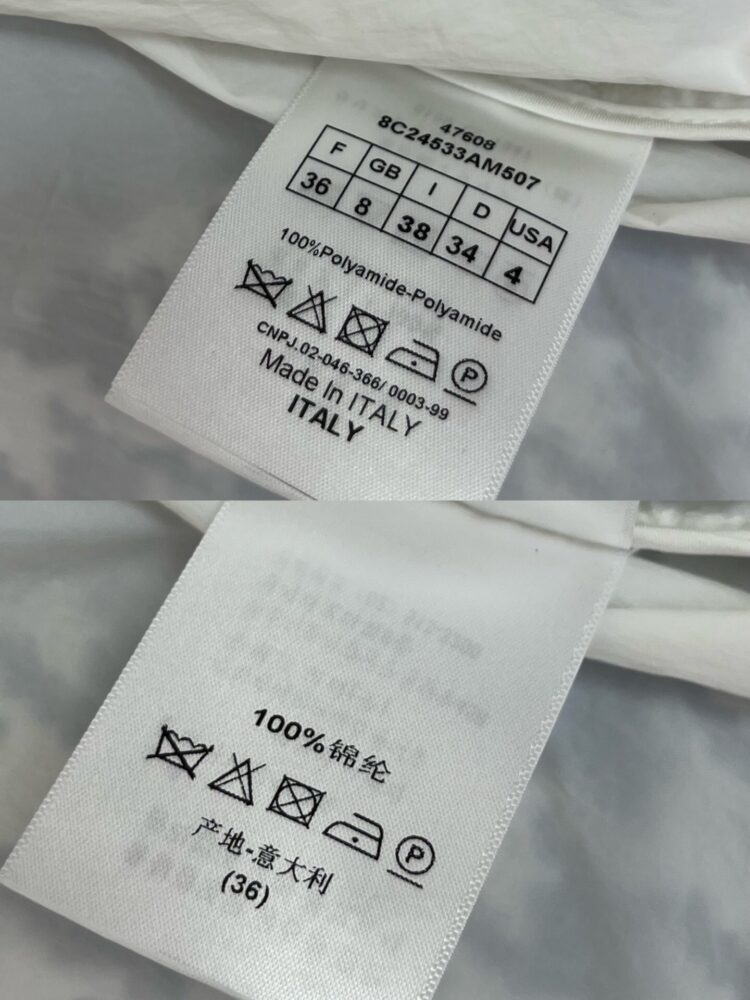 47608
8C24533AM507
F GB I D USA
36 8 38 34 4
100%Polyamide-Polyamide
P
CNPJ.02-046-366/ 0003-99
Made In ITALY
ITALY
100%锦纶
P
产地-意大利
(36)